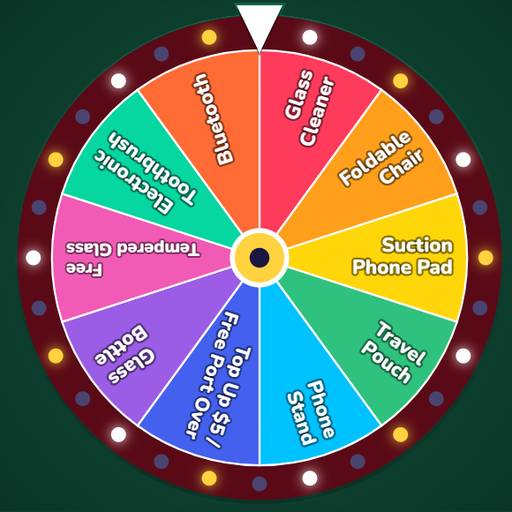 Glass
Cleaner
Foldable
Chair
Suction
Phone Pad
Travel
Pouch
Phone
Stand
Top Up $5 /
Free Port Over
Glass
Bottle
Free
Tempered Glass
Electronic
Toothbrush
Bluetooth